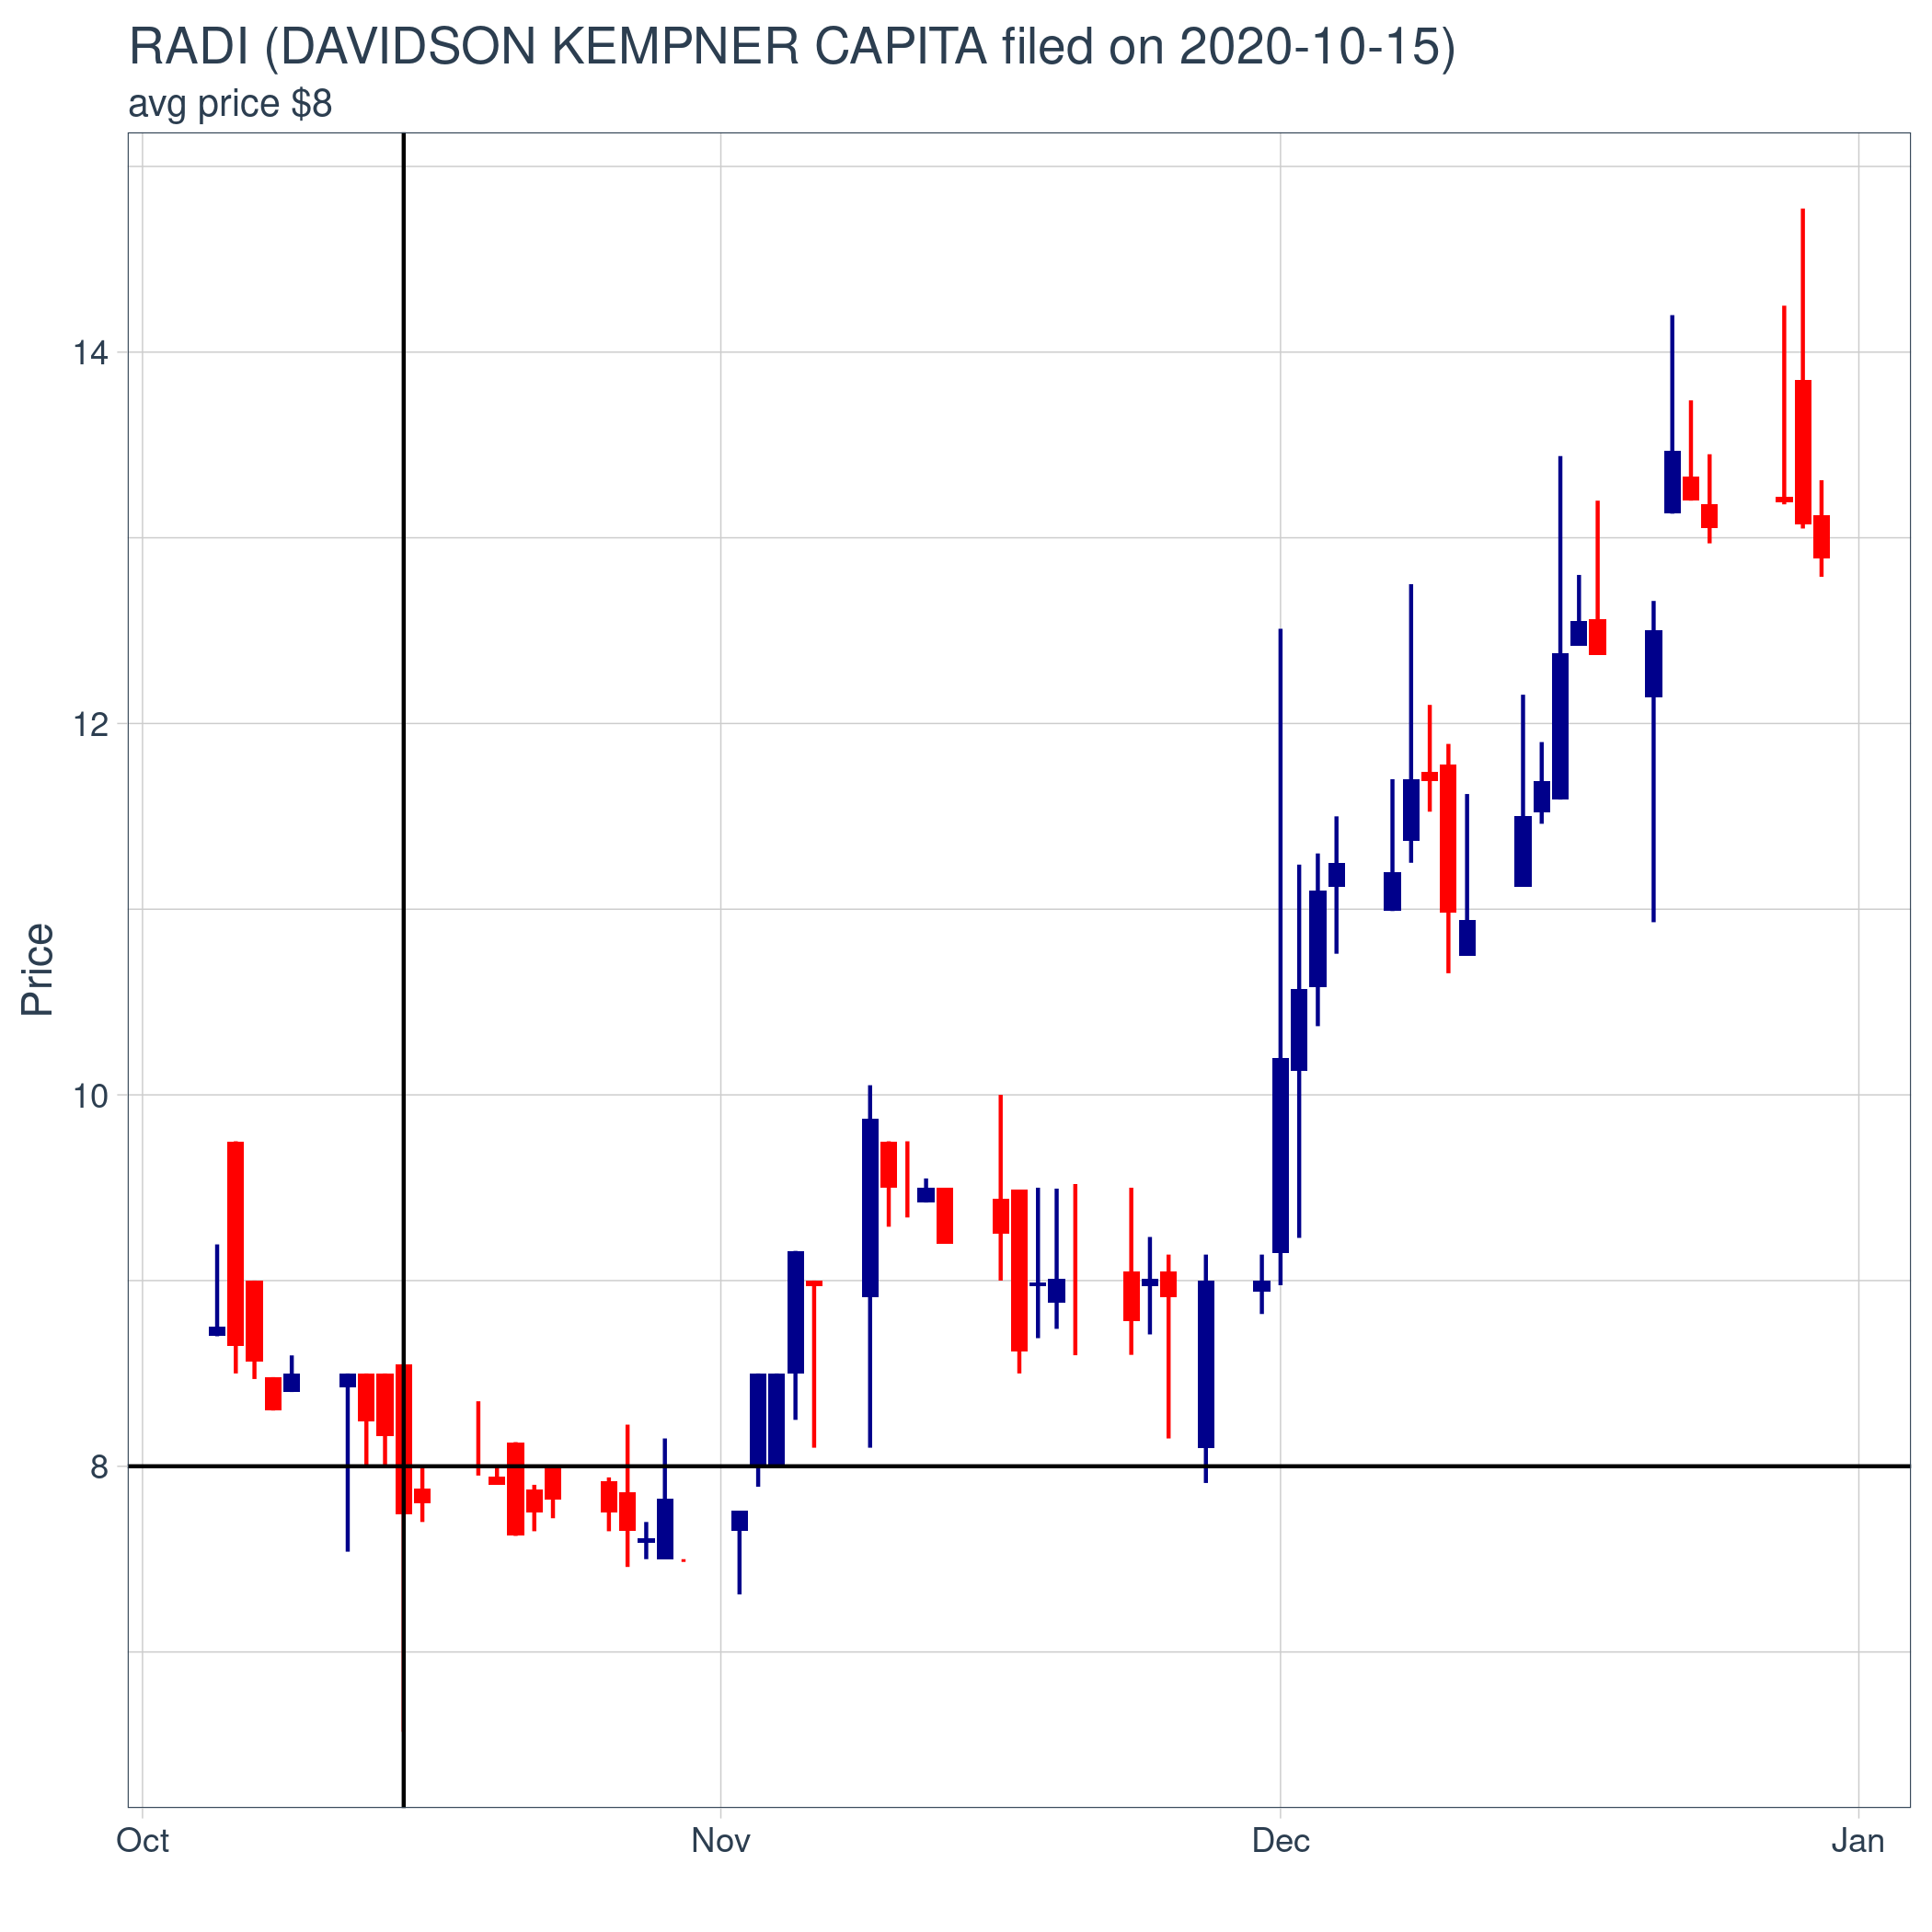 RADI (DAVIDSON KEMPNER CAPITA filed on 2020-10-15)
avg price $8
14
12
10
8
Price
Oct Nov Dec Jan